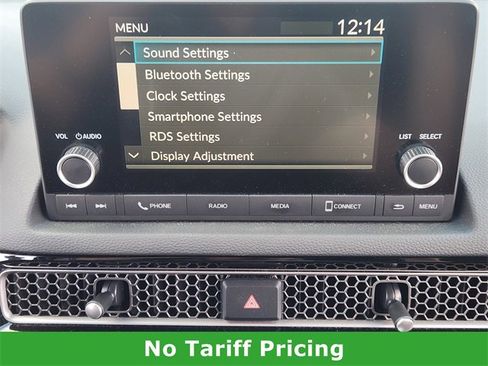 MENU 12:14
Sound Settings
Bluetooth Settings
Clock Settings
Smartphone Settings
RDS Settings
Display Adjustment
VOL AUDIO
LIST SELECT
PHONE RADIO MEDIA CONNECT MENU
No Tariff Pricing